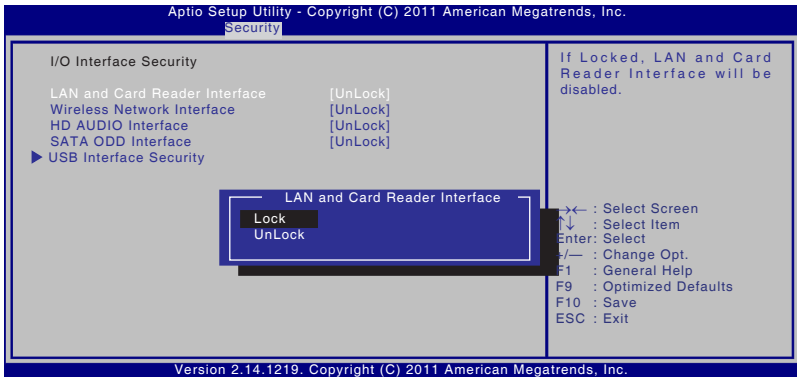 Aptio Setup Utility - Copyright (C) 2011 American Megatrends, Inc.
Security
I/O Interface Security
LAN and Card Reader Interface [UnLock]
Wireless Network Interface [UnLock]
HD AUDIO Interface [UnLock]
SATA ODD Interface [UnLock]
USB Interface Security
LAN and Card Reader Interface
Lock
UnLock
If Locked, LAN and Card
Reader Interface will be
disabled.
→← : Select Screen
↑↓ : Select Item
Enter: Select
+/— : Change Opt.
F1 : General Help
F9 : Optimized Defaults
F10 : Save
ESC : Exit
Version 2.14.1219. Copyright (C) 2011 American Megatrends, Inc.